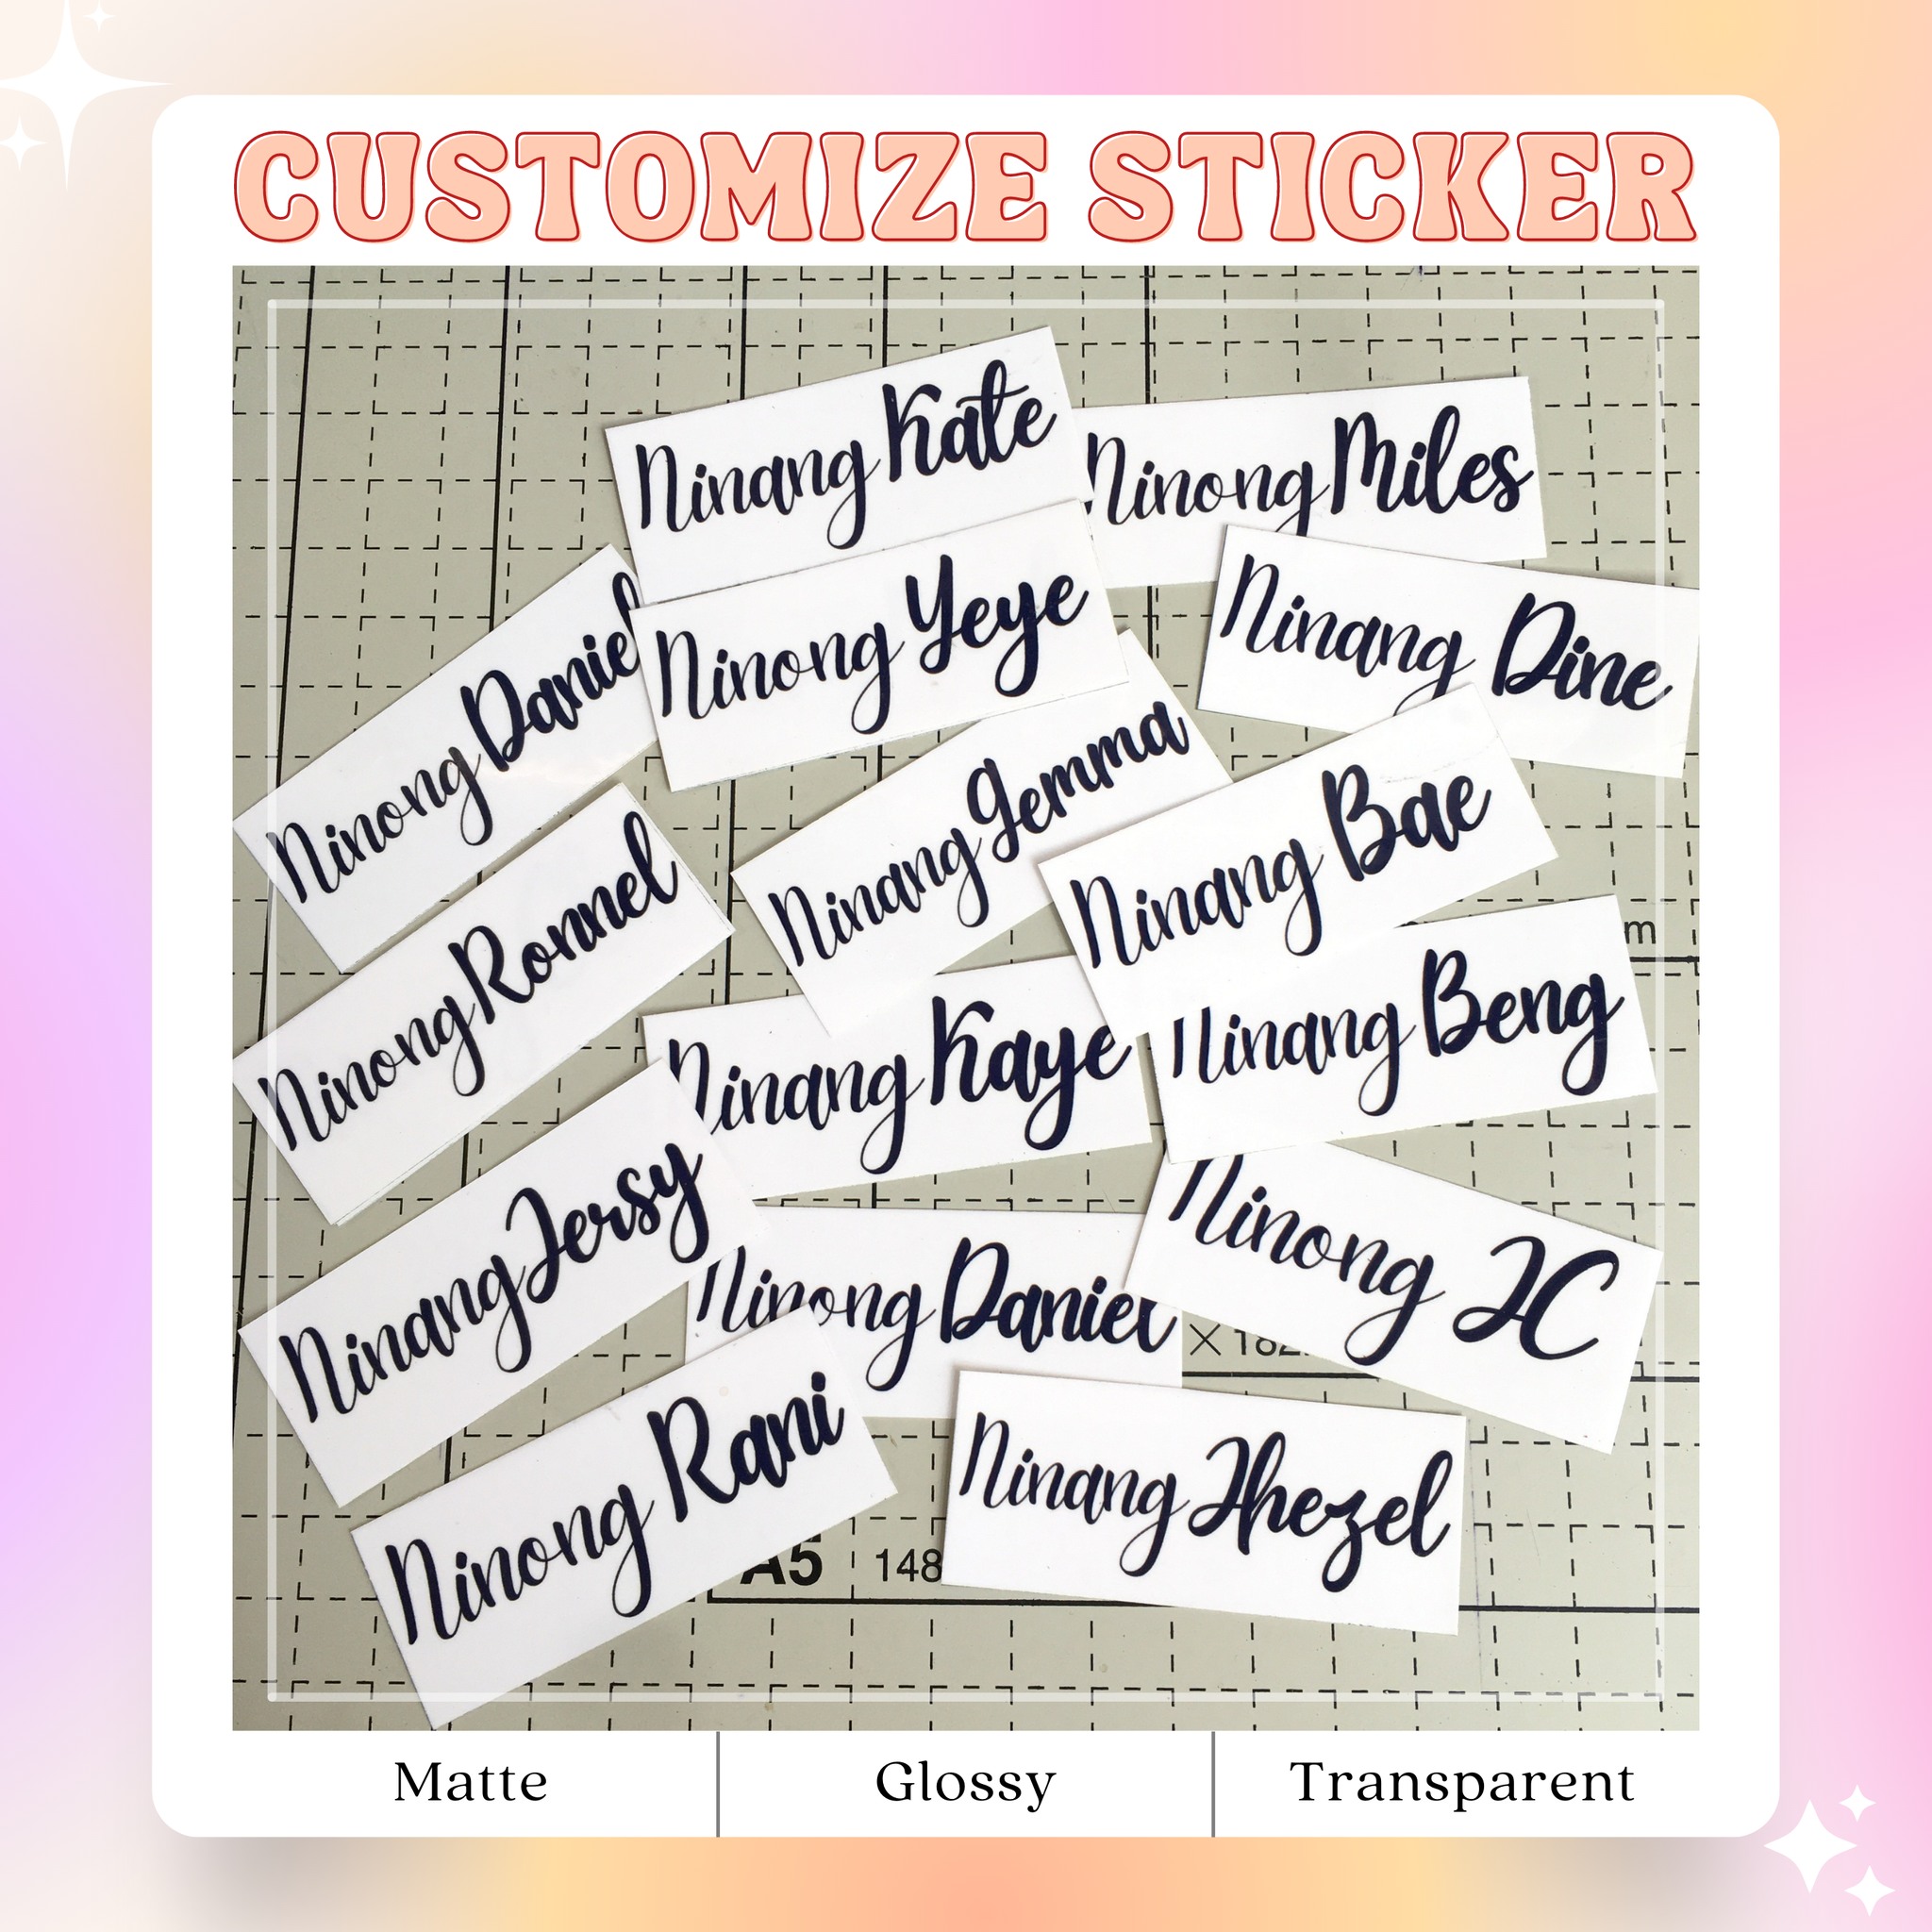 CUSTOMIZE STICKER
Ninang Kate
Ninong Miles
Ninong Yeye
Ninang Dine
Ninong Daniel
Ninang Gemma
Ninang Bae
Ninong Ronnel
Ninang Kaye
Ninang Beng
Ninang Jersy
Ninong Daniel
Ninong JC
Ninong Rani
Ninang Jhezel
A5 148
Matte
Glossy
Transparent